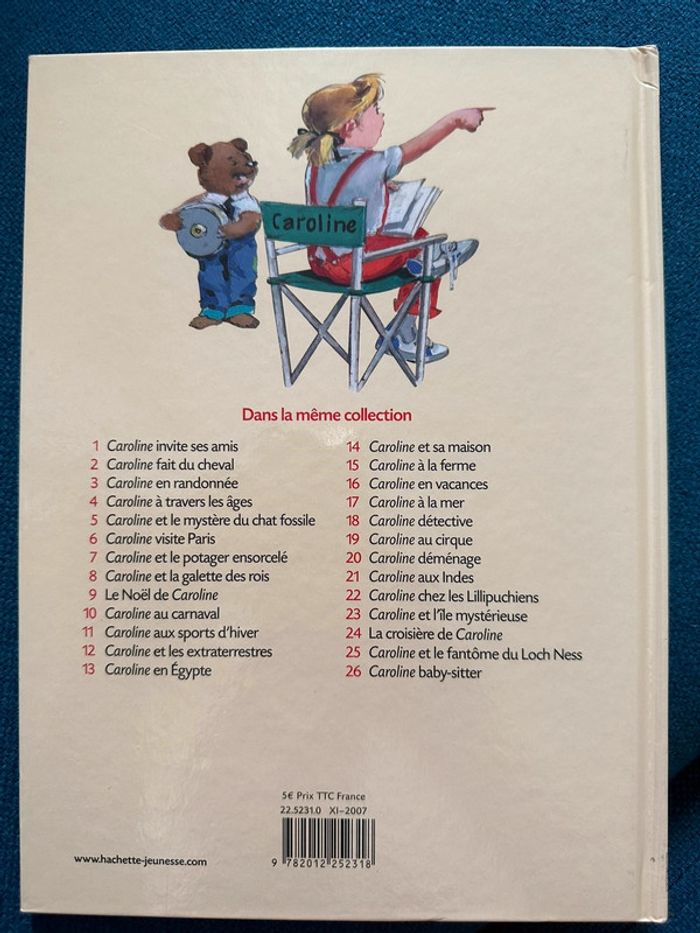 Caroline
Dans la même collection
1 Caroline invite ses amis
2 Caroline fait du cheval
3 Caroline en randonnée
4 Caroline à travers les âges
5 Caroline et le mystère du chat fossile
6 Caroline visite Paris
7 Caroline et le potager ensorcelé
8 Caroline et la galette des rois
9 Le Noël de Caroline
10 Caroline au carnaval
11 Caroline aux sports d'hiver
12 Caroline et les extraterrestres
13 Caroline en Égypte
14 Caroline et sa maison
15 Caroline à la ferme
16 Caroline en vacances
17 Caroline à la mer
18 Caroline détective
19 Caroline au cirque
20 Caroline déménage
21 Caroline aux Indes
22 Caroline chez les Lillipuchiens
23 Caroline et l'île mystérieuse
24 La croisière de Caroline
25 Caroline et le fantôme du Loch Ness
26 Caroline baby-sitter
5€ Prix TTC France
22.5231.0 XI-2007
9 782012 252318
www.hachette-jeunesse.com